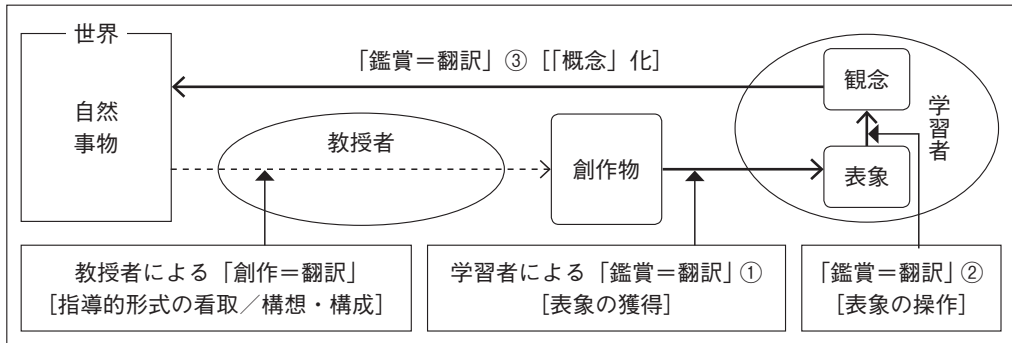 世界
「鑑賞＝翻訳」③［「概念」化］
観念
自然
事物
学習者
教授者
創作物
表象
教授者による「創作＝翻訳」
［指導的形式の看取／構想・構成］
学習者による「鑑賞＝翻訳」①
［表象の獲得］
「鑑賞＝翻訳」②
［表象の操作］